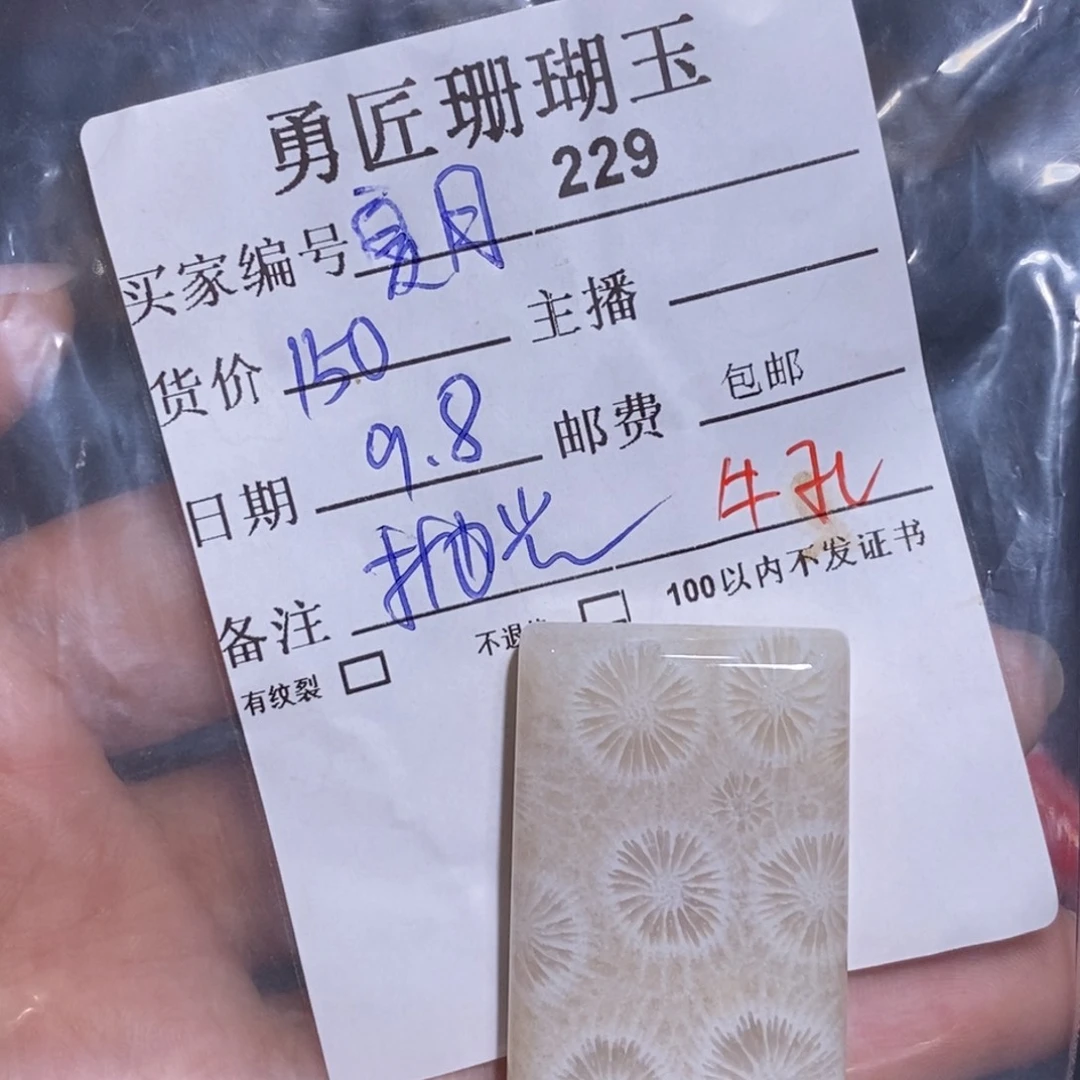 勇匠珊瑚玉
229
买家编号 夏月
货价 150 主播
日期 9.8 邮费 包邮
备注 抛光 牛孔
有纹裂 不退 100以内不发证书